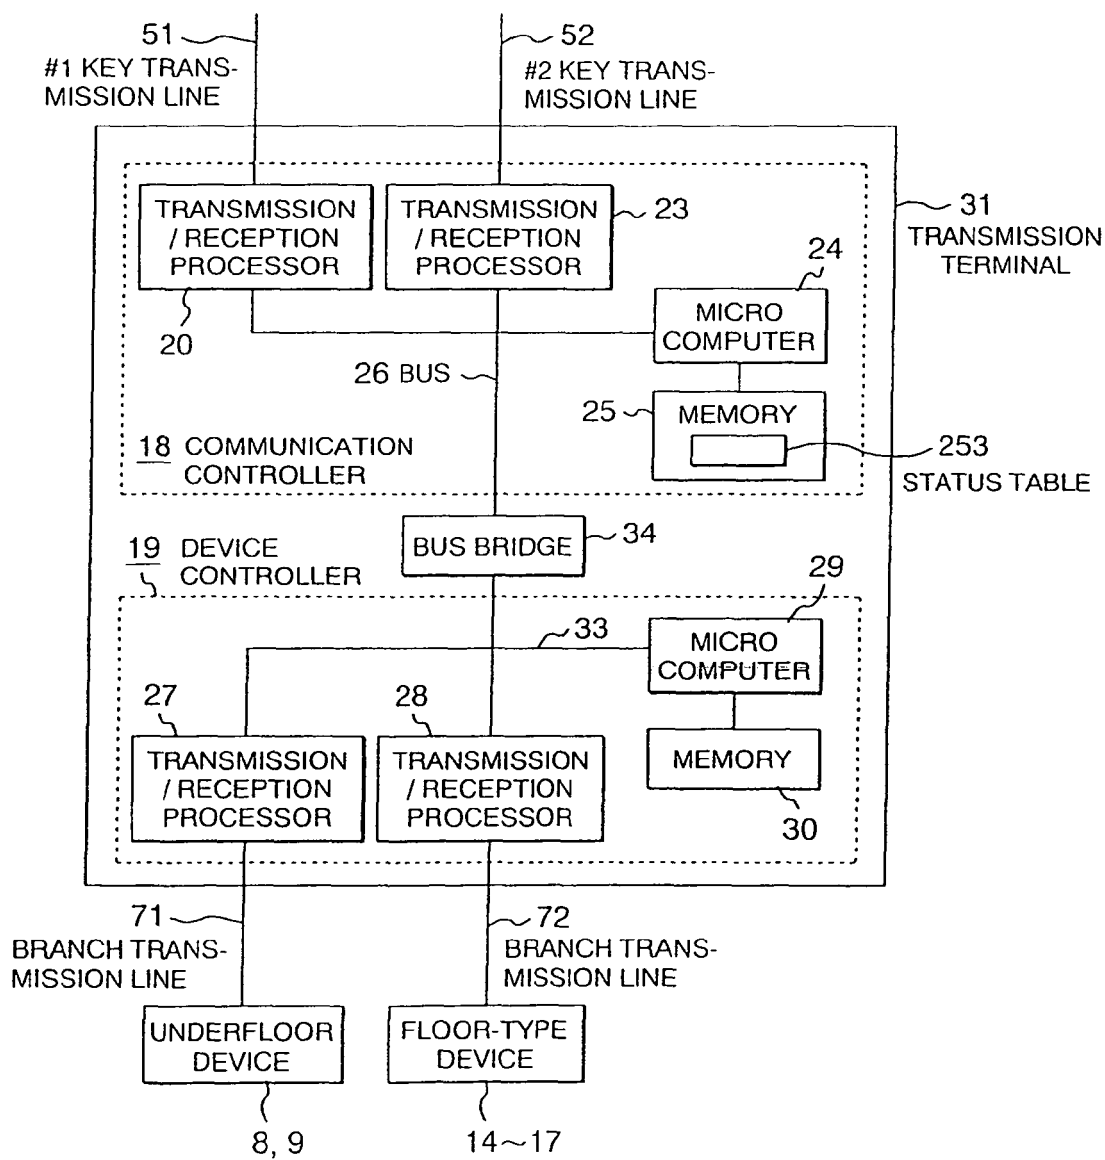 51
#1 KEY TRANS-
MISSION LINE
52
#2 KEY TRANS-
MISSION LINE
TRANSMISSION
/ RECEPTION
PROCESSOR
20
TRANSMISSION
/ RECEPTION
PROCESSOR
23
31
TRANSMISSION
TERMINAL
24
MICRO
COMPUTER
26 BUS
25
MEMORY
253
STATUS TABLE
18 COMMUNICATION
CONTROLLER
BUS BRIDGE
34
19 DEVICE
CONTROLLER
29
MICRO
COMPUTER
33
27
TRANSMISSION
/ RECEPTION
PROCESSOR
28
TRANSMISSION
/ RECEPTION
PROCESSOR
MEMORY
30
71
BRANCH TRANS-
MISSION LINE
72
BRANCH TRANS-
MISSION LINE
UNDERFLOOR
DEVICE
8, 9
FLOOR-TYPE
DEVICE
14~17